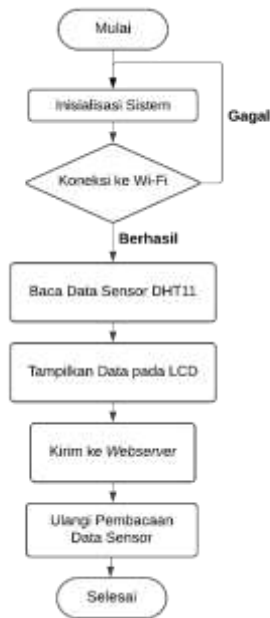 Mulai
Inisialisasi Sistem
Gagal
Koneksi ke Wi-Fi
Berhasil
Baca Data Sensor DHT11
Tampilkan Data pada LCD
Kirim ke Webserver
Ulangi Pembacaan
Data Sensor
Selesai